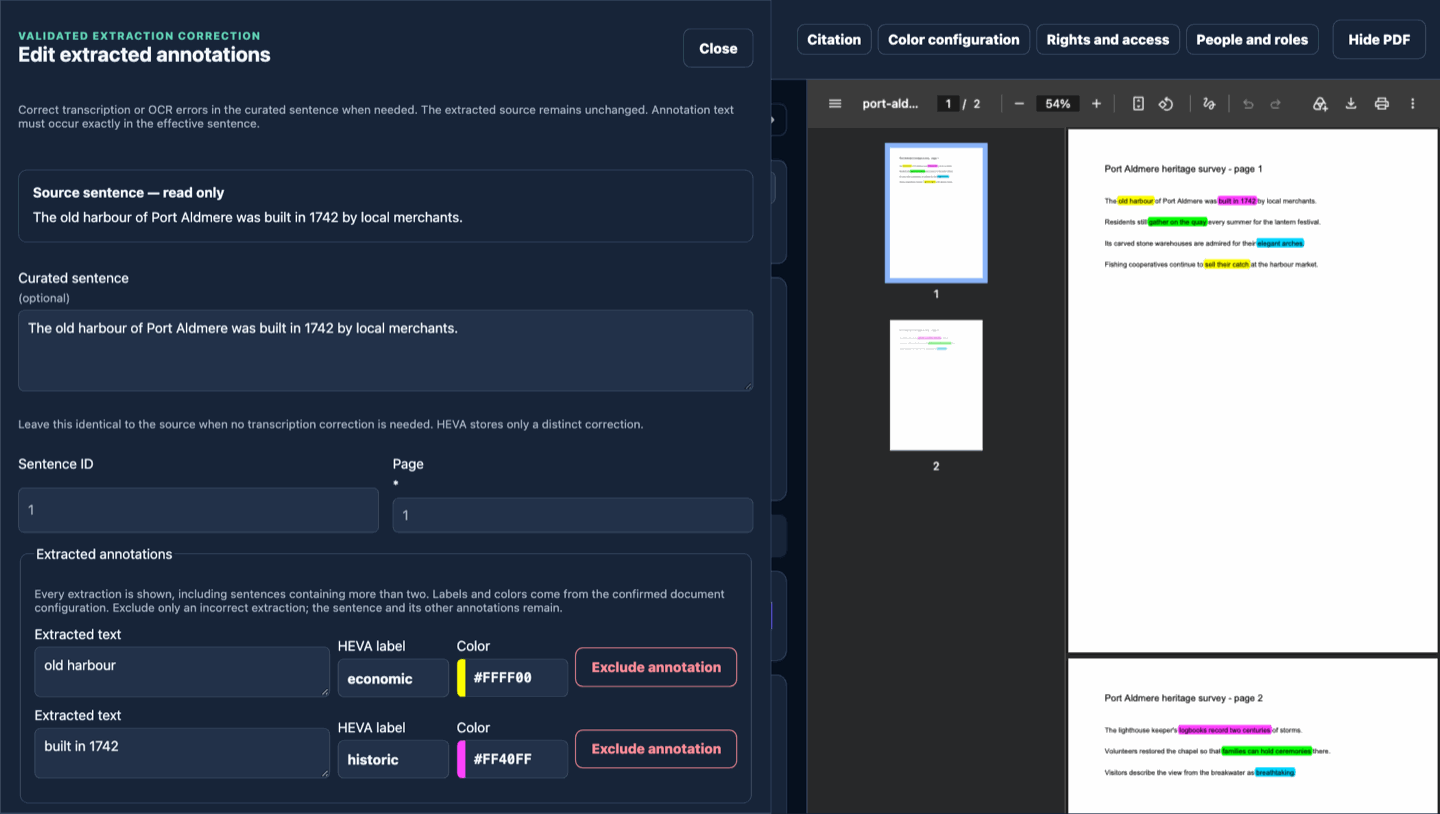 VALIDATED EXTRACTION CORRECTION
Edit extracted annotations
Close
Correct transcription or OCR errors in the curated sentence when needed. The extracted source remains unchanged. Annotation text
must occur exactly in the effective sentence.
Source sentence — read only
The old harbour of Port Aldmere was built in 1742 by local merchants.
Curated sentence
(optional)
The old harbour of Port Aldmere was built in 1742 by local merchants.
Leave this identical to the source when no transcription correction is needed. HEVA stores only a distinct correction.
Sentence ID
1
Page
*
1
Extracted annotations
Every extraction is shown, including sentences containing more than two. Labels and colors come from the confirmed document
configuration. Exclude only an incorrect extraction; the sentence and its other annotations remain.
Extracted text
old harbour
HEVA label
economic
Color
#FFFF00
Exclude annotation
Extracted text
built in 1742
HEVA label
historic
Color
#FF40FF
Exclude annotation
Citation
Color configuration
Rights and access
People and roles
Hide PDF
port-ald...
1 / 2
54%
1
2
Port Aldmere heritage survey - page 1
The old harbour of Port Aldmere was built in 1742 by local merchants.
Residents still gather on the quay every summer for the lantern festival.
Its carved stone warehouses are admired for their elegant arches.
Fishing cooperatives continue to sell their catch at the harbour market.
Port Aldmere heritage survey - page 2
The lighthouse keeper's logbooks record two centuries of storms.
Volunteers restored the chapel so that families can hold ceremonies there.
Visitors describe the view from the breakwater as breathtaking.